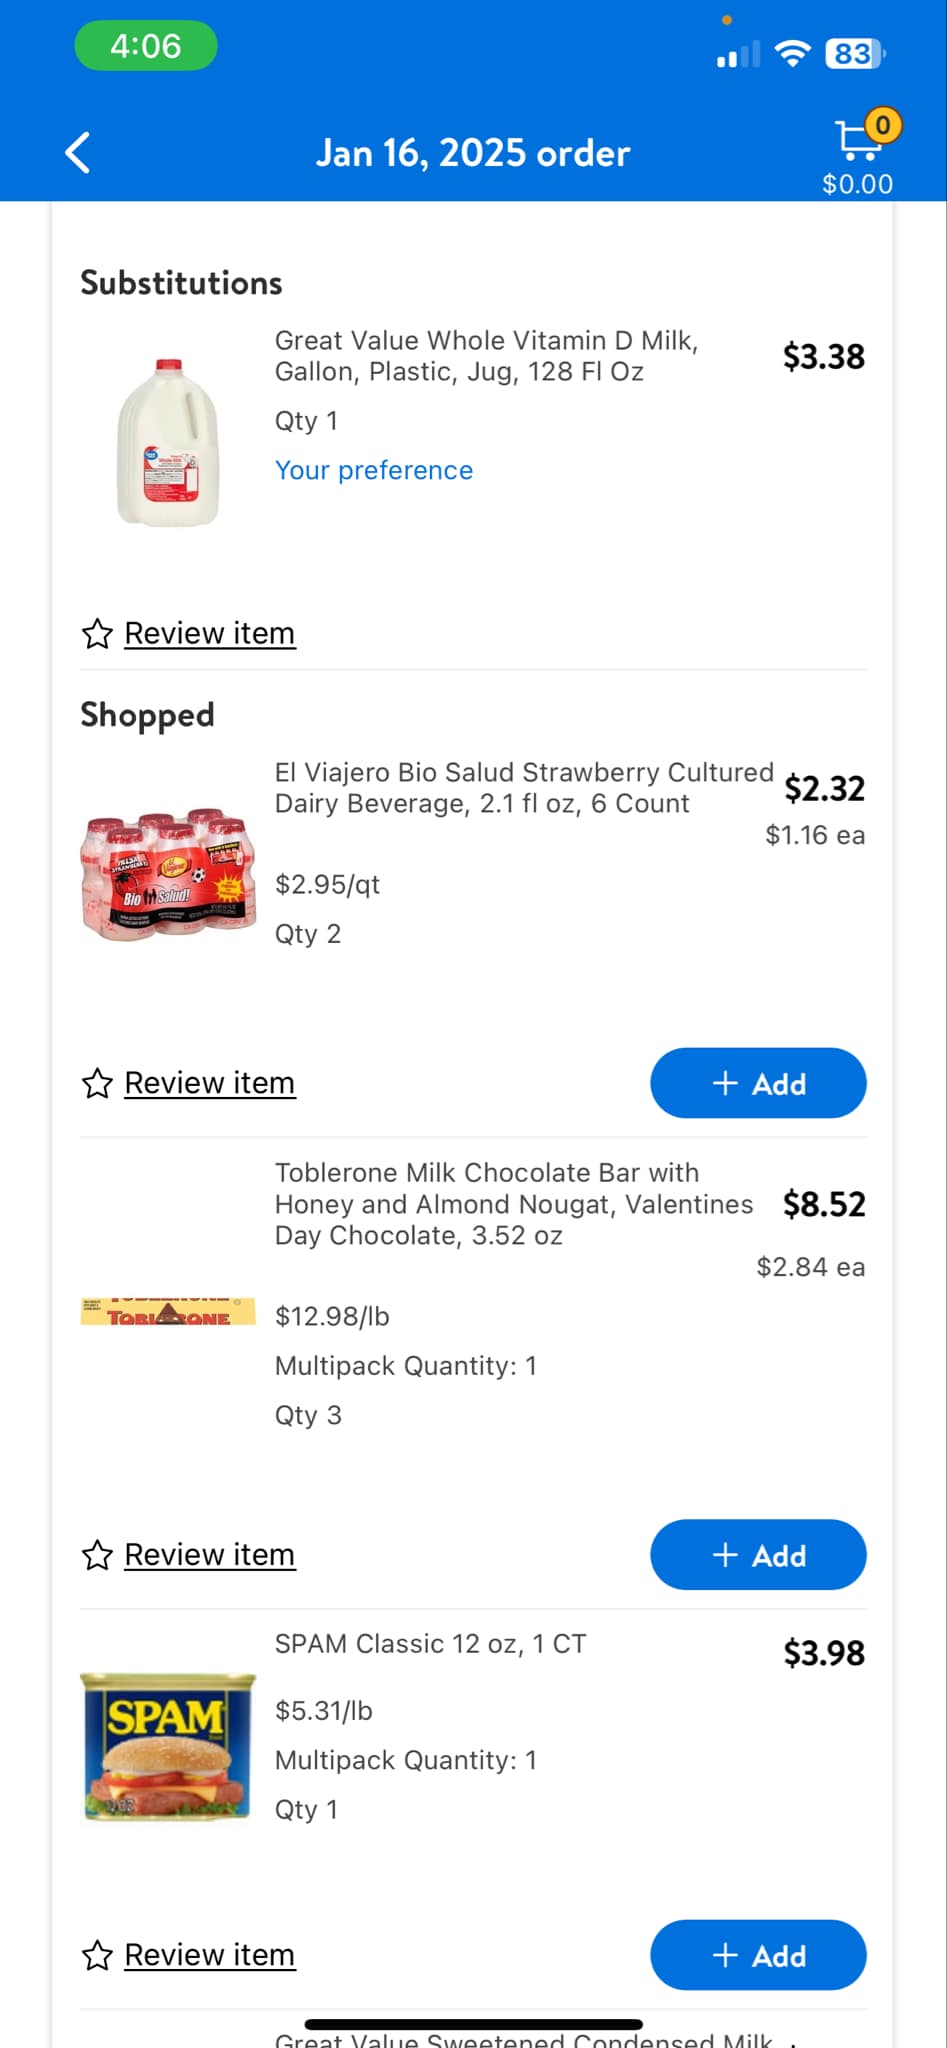 4:06
83
Jan 16, 2025 order
0
$0.00
Substitutions
Great Value Whole Vitamin D Milk,
Gallon, Plastic, Jug, 128 Fl Oz
$3.38
Qty 1
Your preference
Review item
Shopped
El Viajero Bio Salud Strawberry Cultured
Dairy Beverage, 2.1 fl oz, 6 Count
$2.32
$1.16 ea
Bio Salud!
$2.95/qt
Qty 2
Review item
+ Add
Toblerone Milk Chocolate Bar with
Honey and Almond Nougat, Valentines
Day Chocolate, 3.52 oz
$8.52
$2.84 ea
TOBLERONE
$12.98/lb
Multipack Quantity: 1
Qty 3
Review item
+ Add
SPAM Classic 12 oz, 1 CT
$3.98
SPAM
$5.31/lb
Multipack Quantity: 1
Qty 1
Review item
+ Add
Great Value Sweetened Condensed Milk